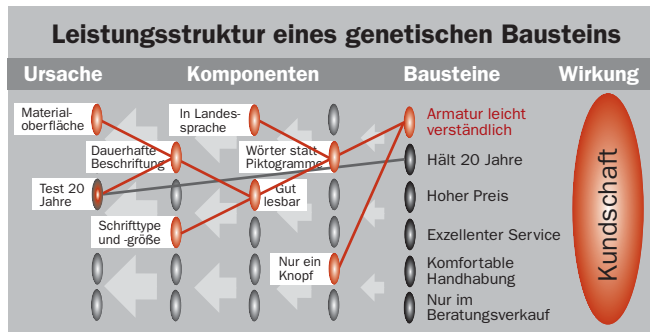 Leistungsstruktur eines genetischen Bausteins
Ursache
Komponenten
Bausteine
Wirkung
Material-
oberfläche
In Landes-
sprache
Armatur leicht
verständlich
Dauerhafte
Beschriftung
Wörter statt
Piktogramme
Hält 20 Jahre
Test 20
Jahre
Gut
lesbar
Hoher Preis
Schrifttype
und -größe
Exzellenter Service
Nur ein
Knopf
Komfortable
Handhabung
Nur im
Beratungsverkauf
Kundschaft